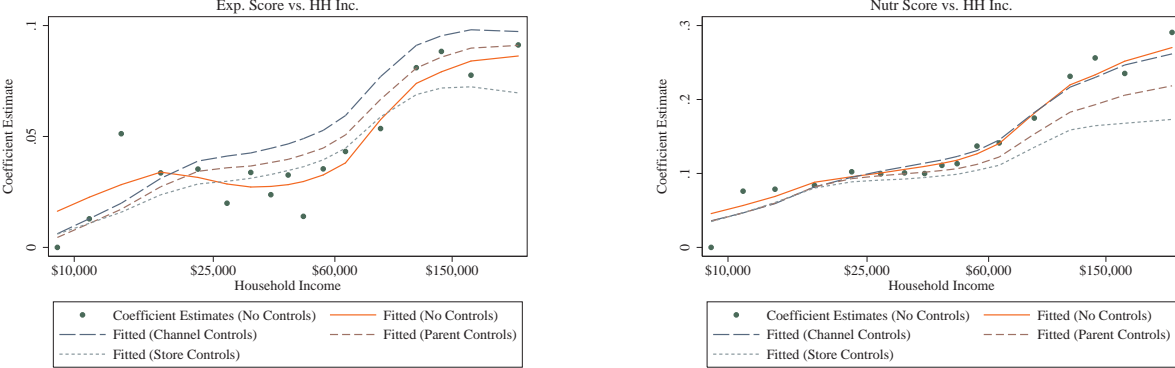 Exp. Score vs. HH Inc.
Coefficient Estimate
.1
.05
0
$10,000
$25,000
$60,000
$150,000
Household Income
Coefficient Estimates (No Controls)
Fitted (No Controls)
Fitted (Channel Controls)
Fitted (Parent Controls)
Fitted (Store Controls)
Nutr Score vs. HH Inc.
Coefficient Estimate
.3
.2
.1
0
$10,000
$25,000
$60,000
$150,000
Household Income
Coefficient Estimates (No Controls)
Fitted (No Controls)
Fitted (Channel Controls)
Fitted (Parent Controls)
Fitted (Store Controls)